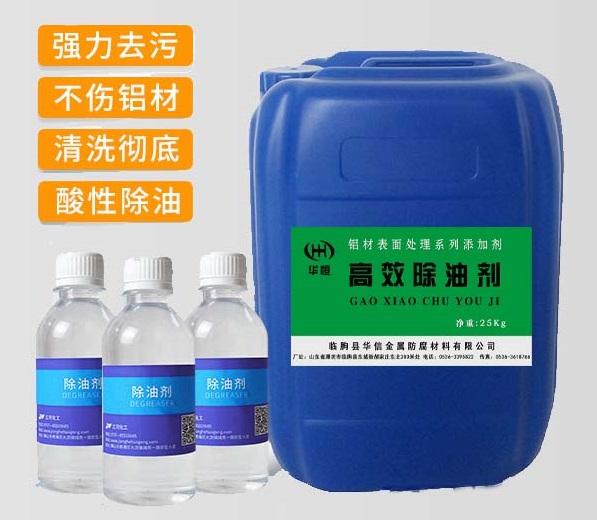 强力去污
不伤铝材
清洗彻底
酸性除油
华恒
铝材表面处理系列添加剂
高效除油剂
GAO XIAO CHU YOU JI
净重:25Kg
临朐县华信金属防腐材料有限公司
除油剂
DEGREASER
除油剂
DEGREASER
除油剂
DEGREASER